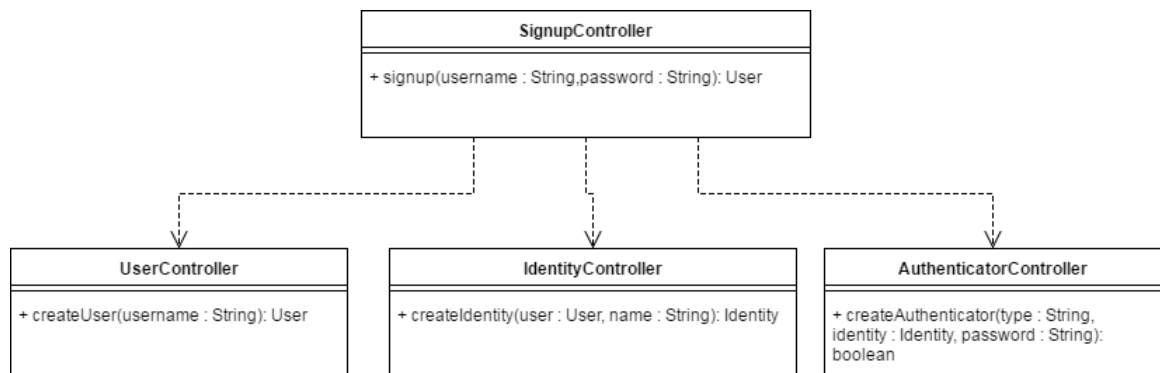 SignupController
+ signup(username : String,password : String): User
UserController
+ createUser(username : String): User
IdentityController
+ createIdentity(user : User, name : String): Identity
AuthenticatorController
+ createAuthenticator(type : String,
identity : Identity, password : String):
boolean